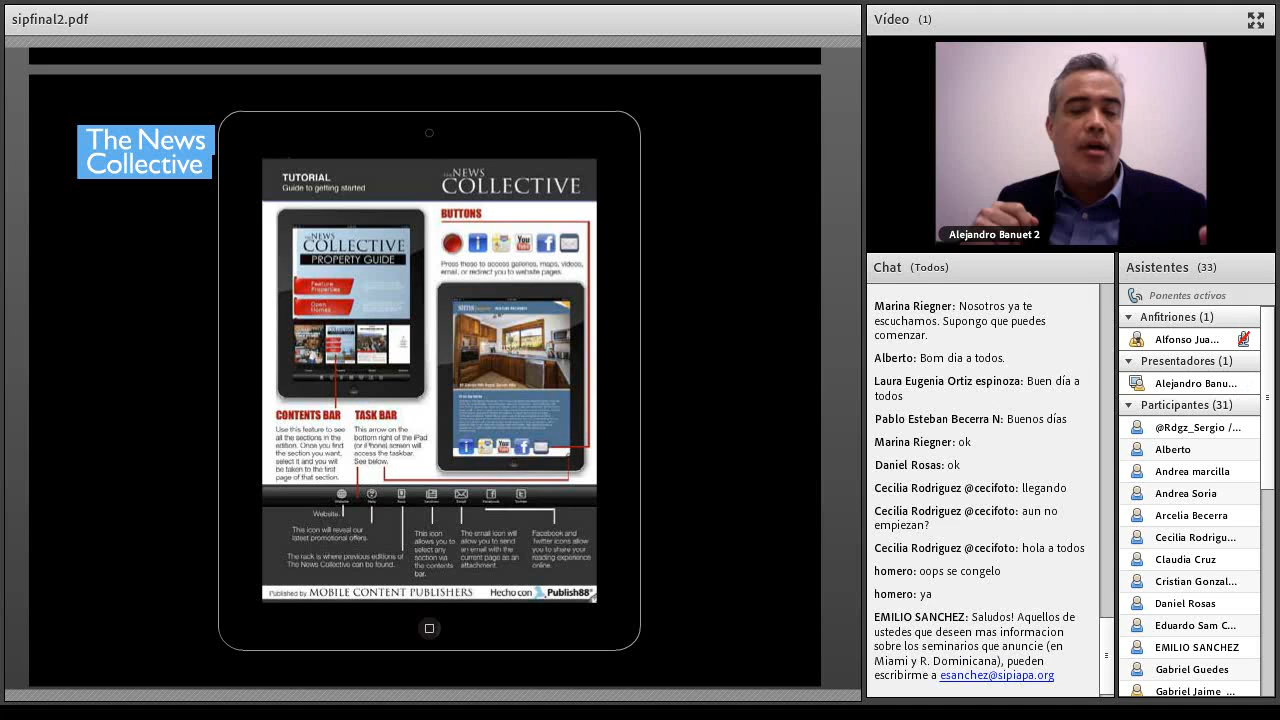 sipfinal2.pdf
The News
Collective
TUTORIAL
Guide to getting started
THE NEWS
COLLECTIVE
BUTTONS
Press these to access galleries, maps, videos,
email, or redirect you to website pages.
NEWS
COLLECTIVE
PROPERTY GUIDE
Feature
Properties
Open
Homes
You
Tube
sims
CONTENTS BAR
Use this feature to see
all the sections in the
edition. Once you find
the section you want,
select it and you will
be taken to the first
page of that section.
TASK BAR
This arrow on the
bottom right of the iPad
(or iPhone) screen will
access the taskbar.
See below.
Website.
This icon will reveal our
latest promotional offers.
The rack is where previous editions of
The News Collective can be found.
This icon
allows you to
select any
section via
the contents
bar.
The email icon will
allow you to send
an email with the
current page as an
attachment.
Facebook and
Twitter icons allow
you to share your
reading experience
online.
Published by MOBILE CONTENT PUBLISHERS
Hecho con Publish88
Vídeo (1)
Alejandro Banuet 2
Chat (Todos)
Marina Riegner: Nosotros ya te
escuchamos. Supongo que puedes
comenzar.
Alberto: Bom dia a todos.
Laura Eugenia Ortiz espinoza: Buen día a
todos
Paula Estefany Becerra N: Buenos días
Marina Riegner: ok
Daniel Rosas: ok
Cecilia Rodriguez @cecifoto: llegando
Cecilia Rodriguez @cecifoto: aun no
empiezan?
Cecilia Rodriguez @cecifoto: hola a todos
homero: oops se congelo
homero: ya
EMILIO SANCHEZ: Saludos! Aquellos de
ustedes que deseen mas informacion
sobre los seminarios que anuncie (en
Miami y R. Dominicana), pueden
escribirme a esanchez@sipiapa.org
Asistentes (33)
Ponentes activos
Anfitriones (1)
Alfonso Jua...
Presentadores (1)
Alejandro Banu...
Participants (31)
@Rdgz_Sergio /...
Alberto
Andrea marcilla
Andrea Soria
Arcelia Becerra
Cecilia Rodrigu...
Claudia Cruz
Cristian Gonzal...
Daniel Rosas
Eduardo Sam C...
EMILIO SANCHEZ
Gabriel Guedes
Gabriel Jaime ...